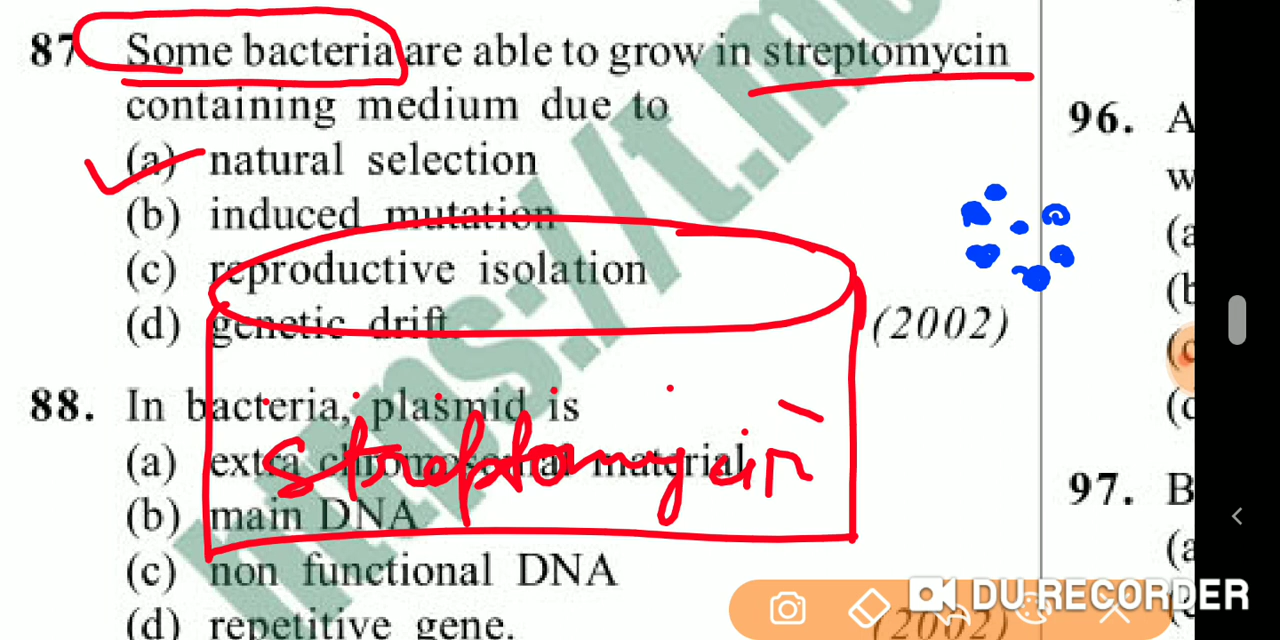 87 Some bacteria are able to grow in streptomycin
containing medium due to
(a) natural selection
(b) induced mutation
(c) reproductive isolation
(d) genetic drift
(2002)
88. In bacteria, plasmid is
(a) extra chromosomal material
streptomycin
(b) main DNA
(c) non functional DNA
(d) repetitive gene.
(2002)
96. A
w
(a
(b
(c
(c
97. B
(a
https://t.me
DU RECORDER